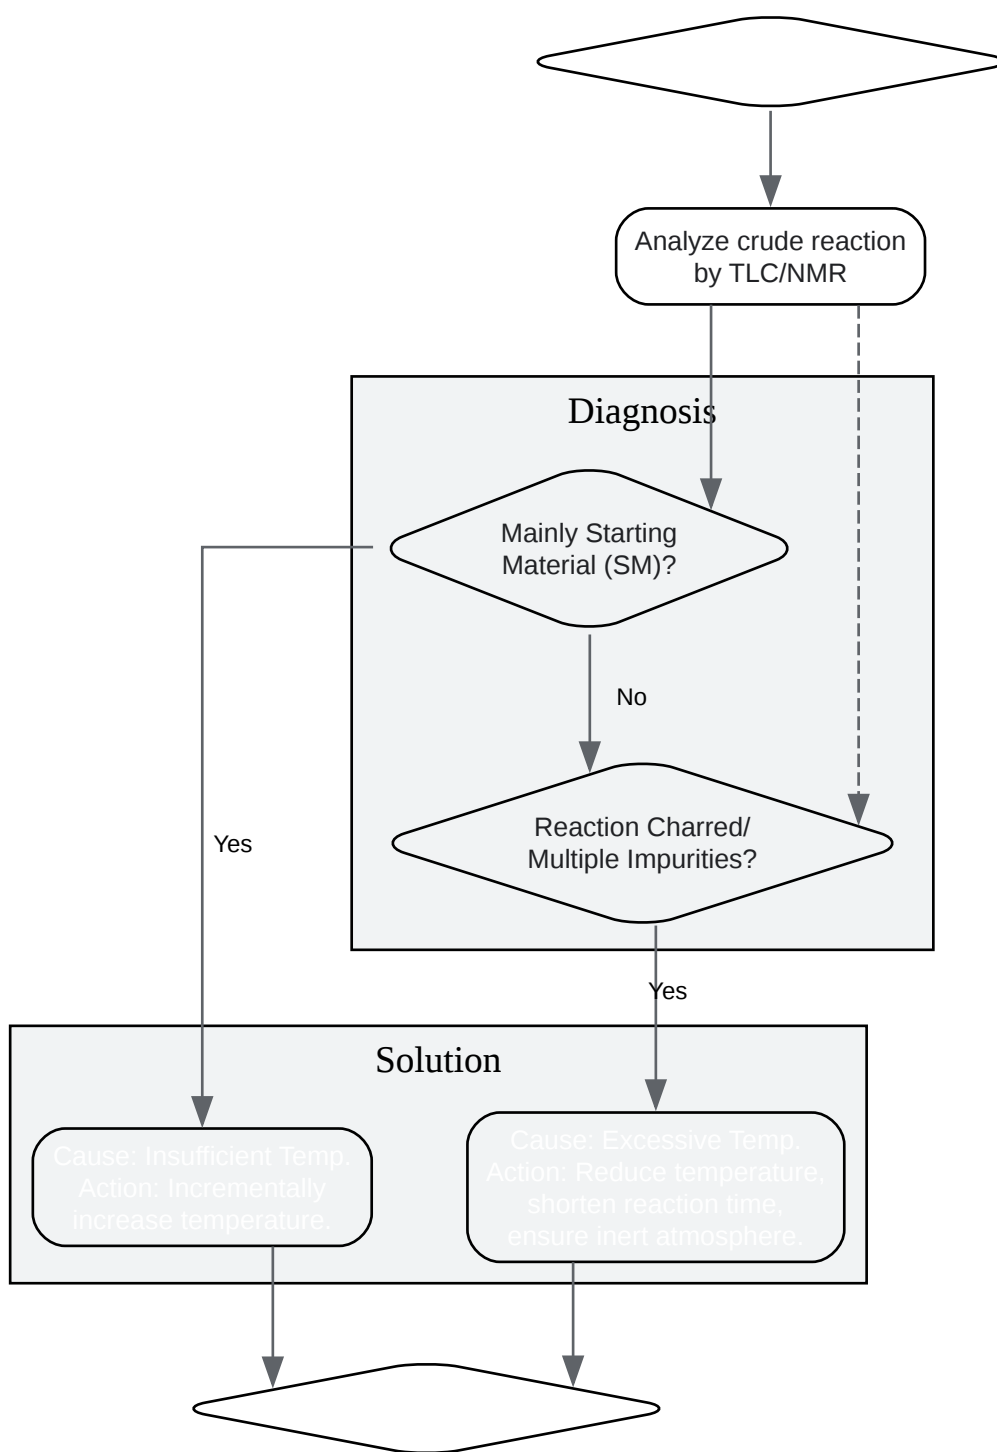 Analyze crude reaction
by TLC/NMR
Diagnosis
Mainly Starting
Material (SM)?
No
Yes
Reaction Charred/
Multiple Impurities?
Yes
Solution
Cause: Insufficient Temp.
Action: Incrementally
increase temperature.
Cause: Excessive Temp.
Action: Reduce temperature,
shorten reaction time,
ensure inert atmosphere.